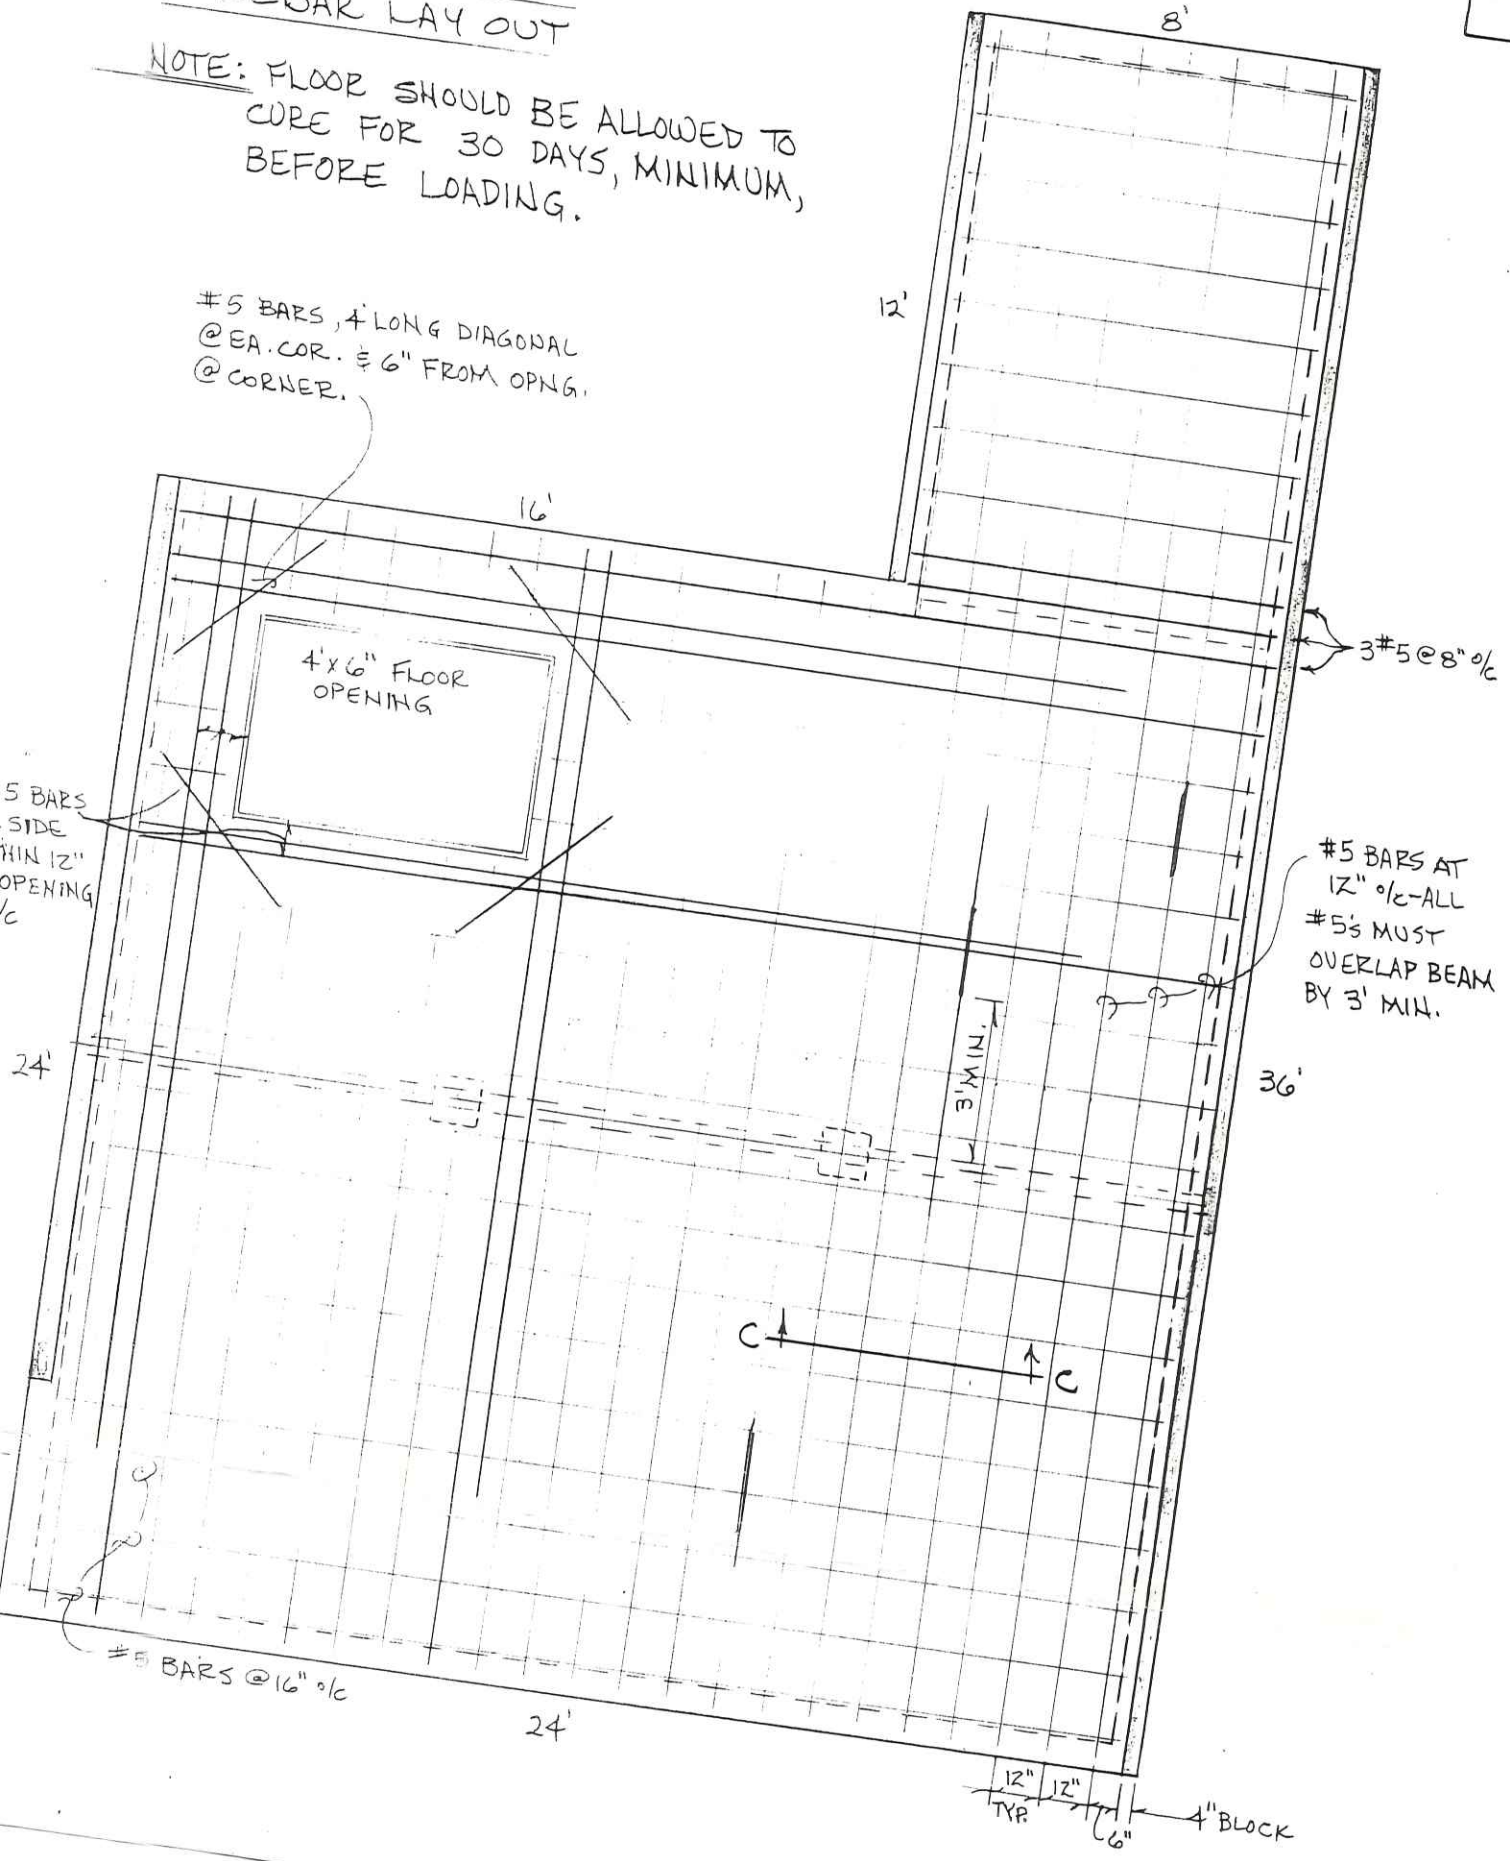 LAY OUT
NOTE: FLOOR SHOULD BE ALLOWED TO
CURE FOR 30 DAYS, MINIMUM,
BEFORE LOADING.
8'
12'
#5 BARS, 4' LONG DIAGONAL
@ EA. COR. & 6" FROM OPNG.
@ CORNER.
16'
4' X 6" FLOOR
OPENING
3 #5 @ 8" o/c
5 BARS
SIDE
12"
OPENING
#5 BARS AT
12" o/c - ALL
#5's MUST
OVERLAP BEAM
BY 3' MIN.
3' MIN.
24'
36'
C
C
#5 BARS @ 16" o/c
24'
12"
12"
TYP.
6"
4" BLOCK